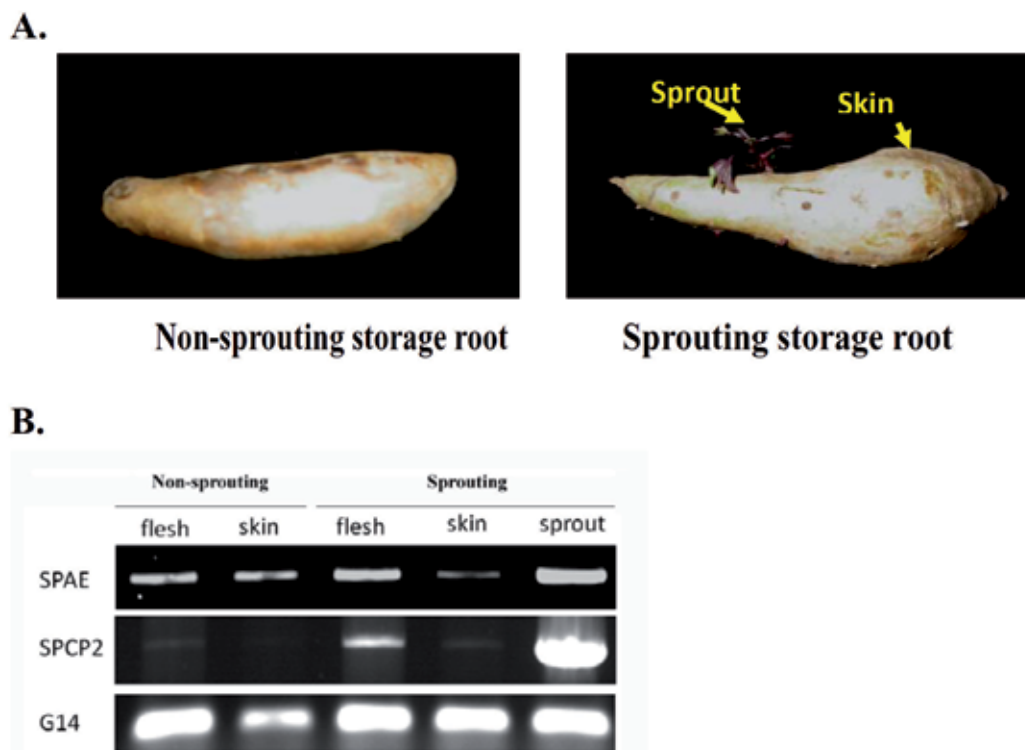 A.
Sprout
Skin
Non-sprouting storage root
Sprouting storage root
B.
Non-sprouting Sprouting
flesh skin flesh skin sprout
SPAE
SPCP2
G14